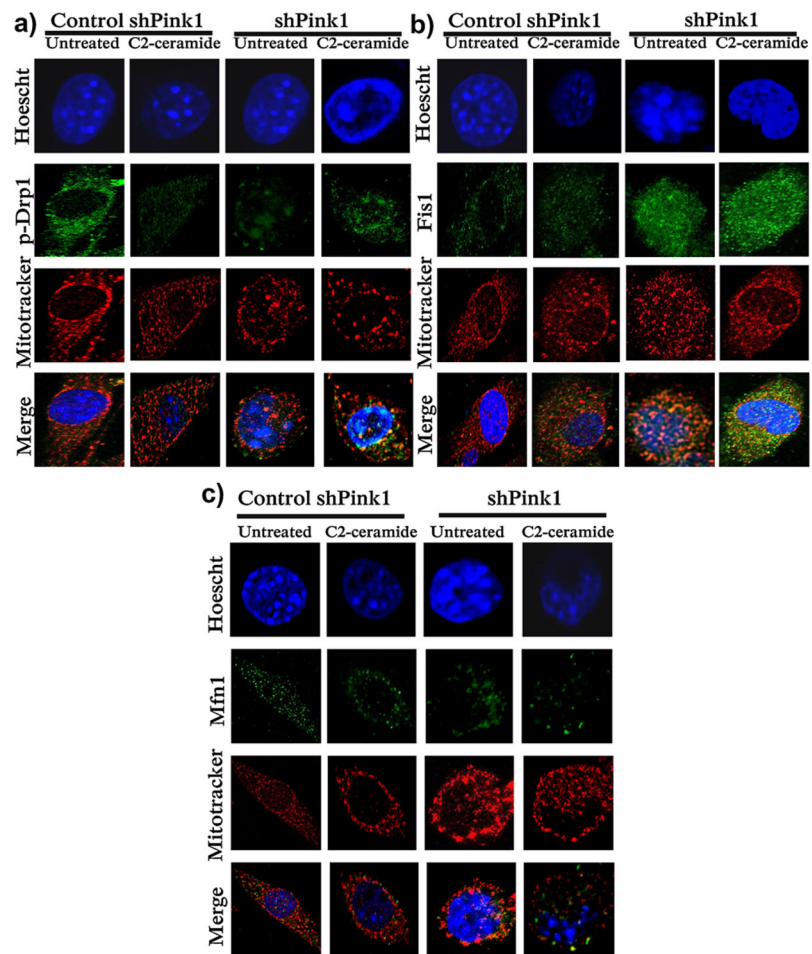 a) Control shPink1 shPink1
Untreated C2-ceramide Untreated C2-ceramide
Hoescht
p-Drp1
Mitotracker
Merge
b) Control shPink1 shPink1
Untreated C2-ceramide Untreated C2-ceramide
Hoescht
Fis1
Mitotracker
Merge
c) Control shPink1 shPink1
Untreated C2-ceramide Untreated C2-ceramide
Hoescht
Mfn1
Mitotracker
Merge